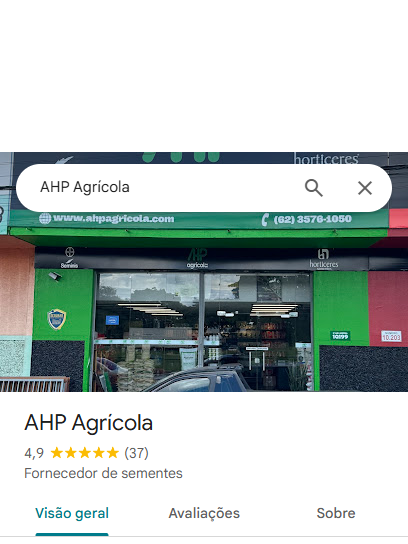 horticeres
AHP Agrícola
www.ahpagricola.com
(62) 3576-1050
AHP
agrícola
horticeres
10199
10.203
AHP Agrícola
4,9 ★★★★★ (37)
Fornecedor de sementes
Visão geral Avaliações Sobre